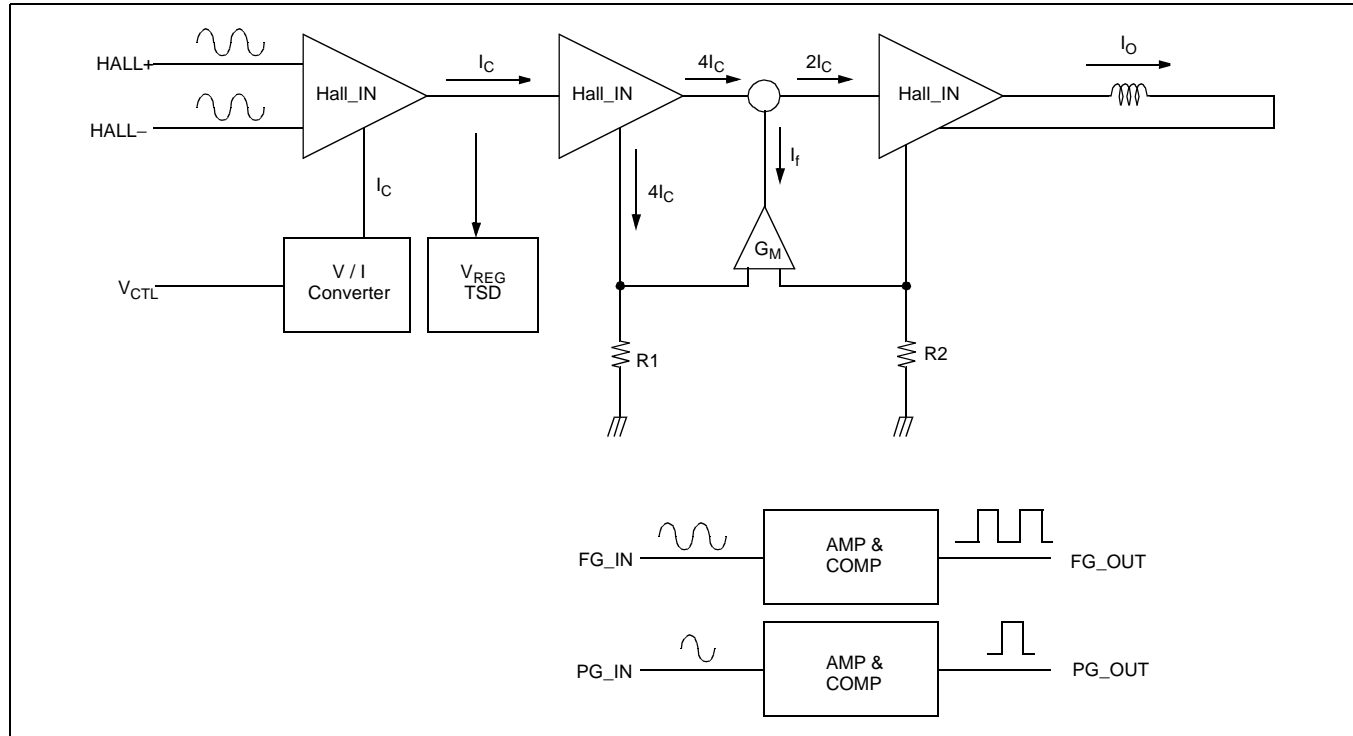 HALL+
HALL−
Hall_IN
I_C
Hall_IN
4I_C
2I_C
Hall_IN
I_O
I_C
4I_C
I_f
V_CTL
V / I
Converter
V_REG
TSD
G_M
R1
R2
FG_IN
AMP &
COMP
FG_OUT
PG_IN
AMP &
COMP
PG_OUT